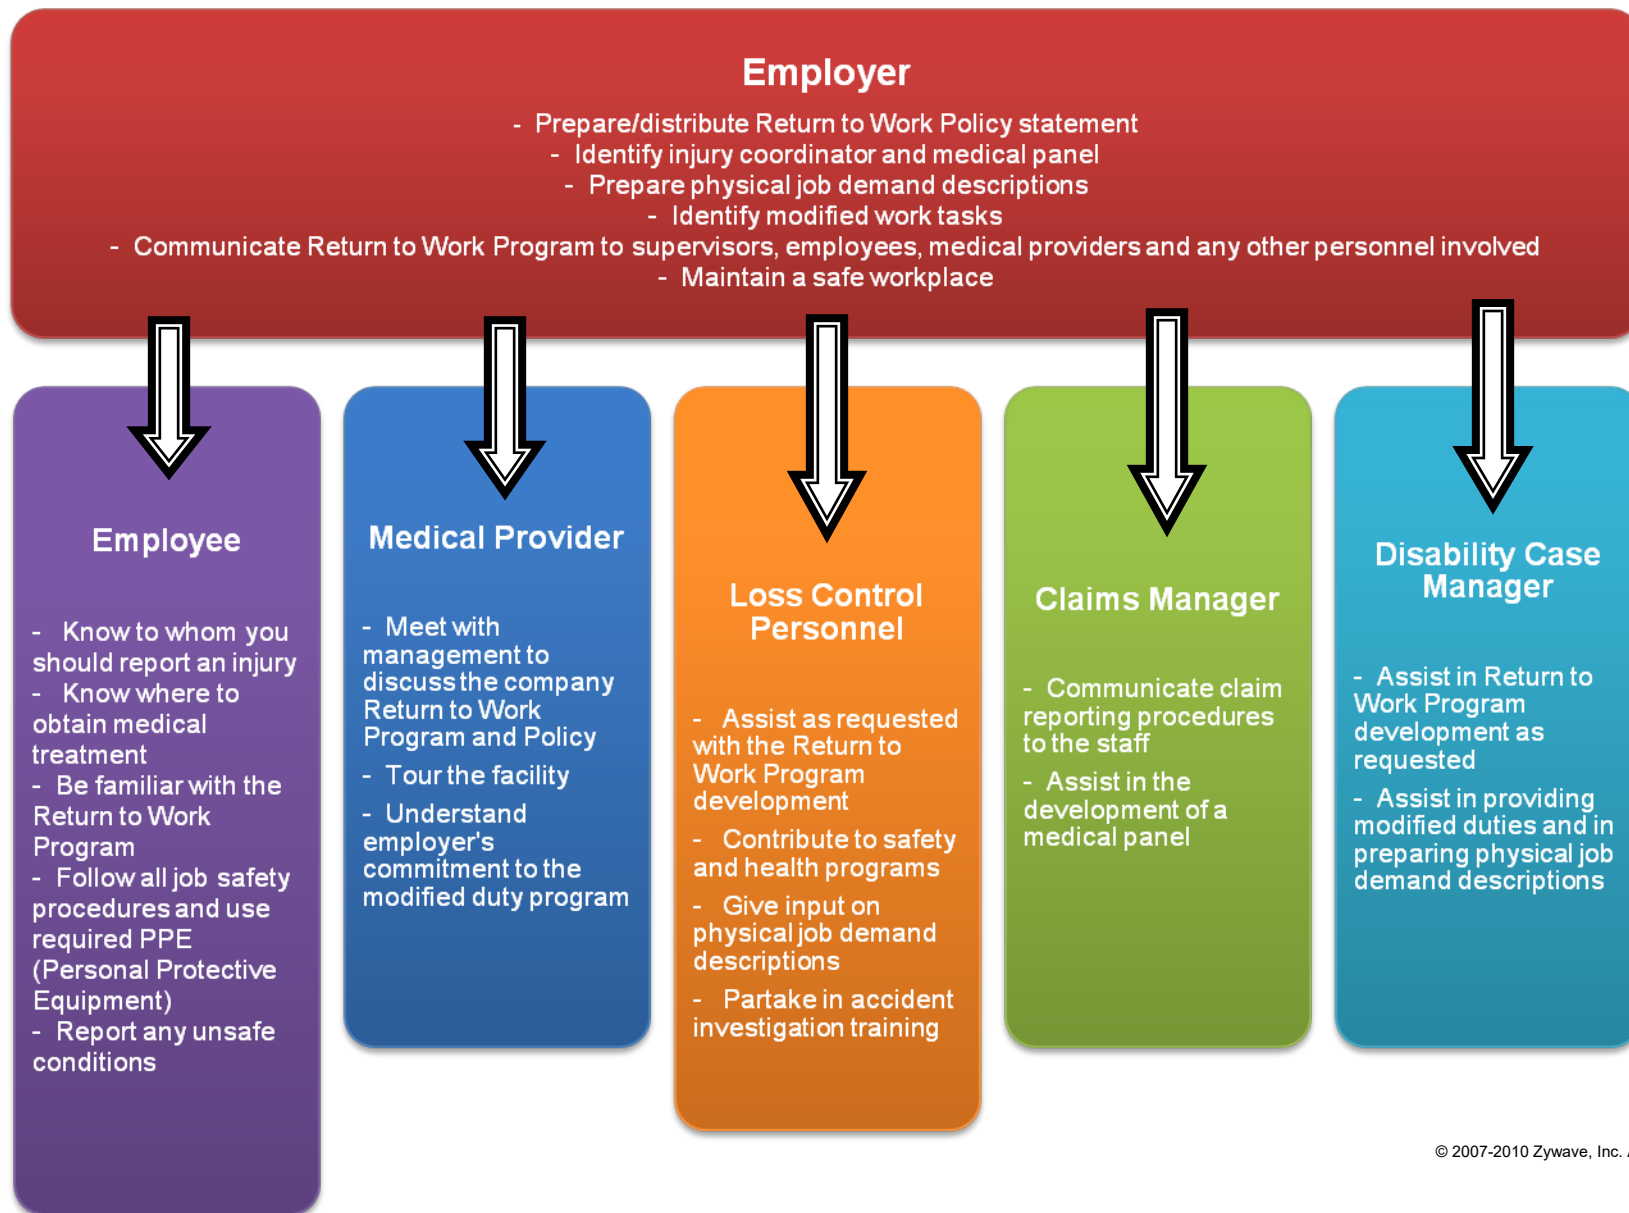 Employer
- Prepare/distribute Return to Work Policy statement
- Identify injury coordinator and medical panel
- Prepare physical job demand descriptions
- Identify modified work tasks
- Communicate Return to Work Program to supervisors, employees, medical providers and any other personnel involved
- Maintain a safe workplace
Employee
- Know to whom you
should report an injury
- Know where to
obtain medical
treatment
- Be familiar with the
Return to Work
Program
- Follow all job safety
procedures and use
required PPE
(Personal Protective
Equipment)
- Report any unsafe
conditions
Medical Provider
- Meet with
management to
discuss the company
Return to Work
Program and Policy
- Tour the facility
- Understand
employer's
commitment to the
modified duty program
Loss Control
Personnel
- Assist as requested
with the Return to
Work Program
development
- Contribute to safety
and health programs
- Give input on
physical job demand
descriptions
- Partake in accident
investigation training
Claims Manager
- Communicate claim
reporting procedures
to the staff
- Assist in the
development of a
medical panel
Disability Case
Manager
- Assist in Return to
Work Program
development as
requested
- Assist in providing
modified duties and in
preparing physical job
demand descriptions
© 2007-2010 Zywave, Inc.